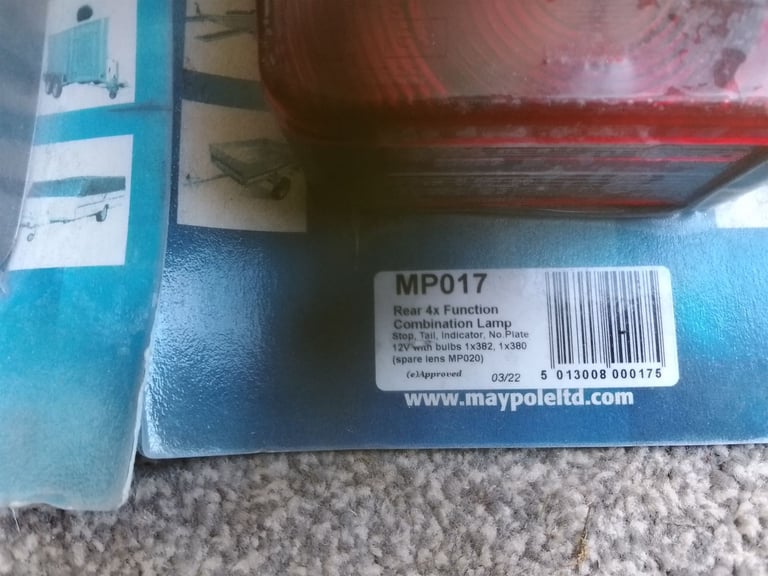 MP017
Rear 4x Function
Combination Lamp
Stop, Tail, Indicator, No.Plate
12V with bulbs 1x382, 1x380
(spare lens MP020)
(e)Approved 03/22
H
5 013008 000175
www.maypoleltd.com